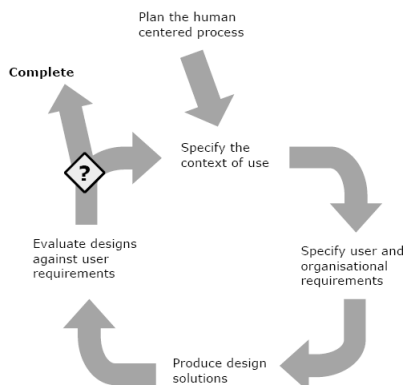 Plan the human
centered process
Complete
Specify the
context of use
?
Evaluate designs
against user
requirements
Specify user and
organisational
requirements
Produce design
solutions